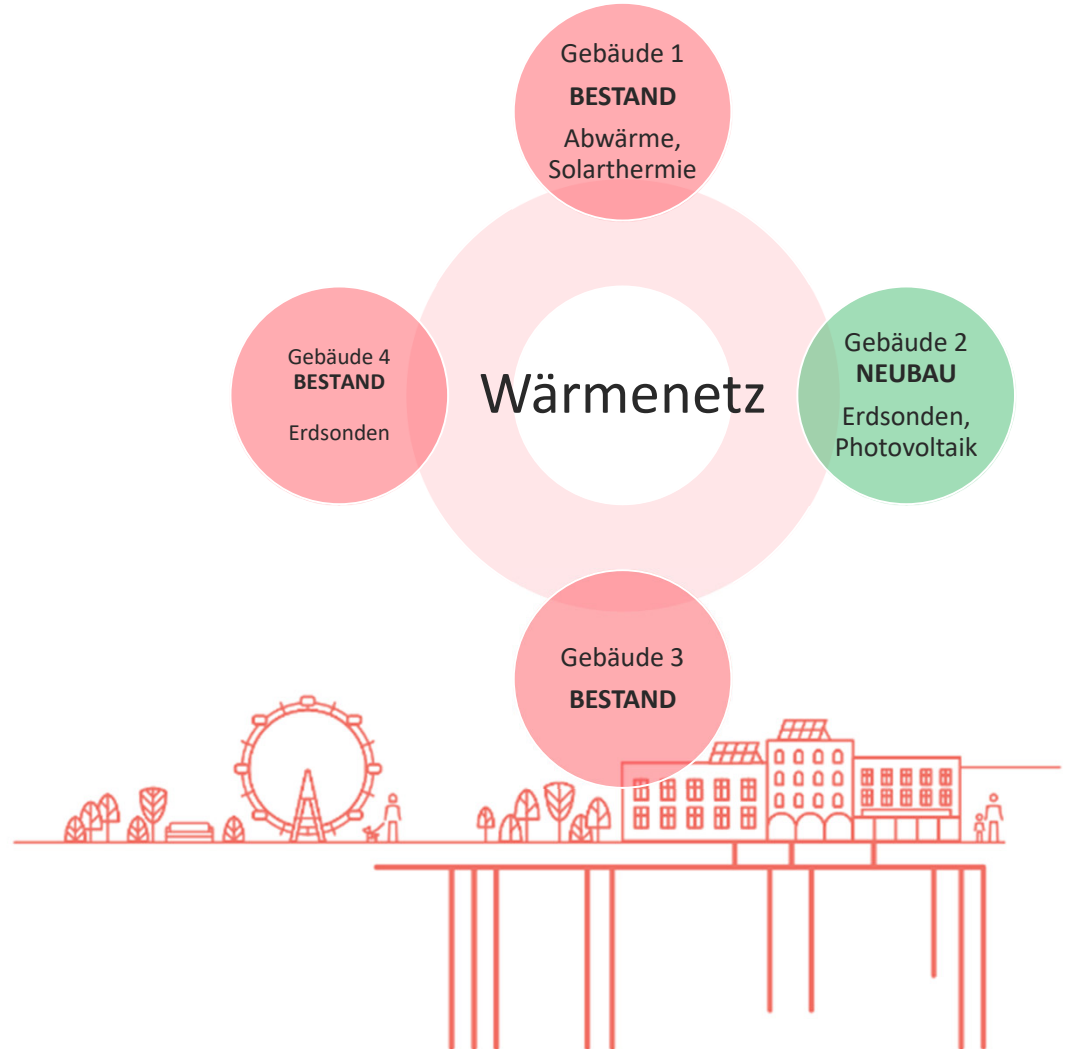 Gebäude 1
BESTAND
Abwärme,
Solarthermie
Gebäude 4
BESTAND
Erdsonden
Wärmenetz
Gebäude 2
NEUBAU
Erdsonden,
Photovoltaik
Gebäude 3
BESTAND